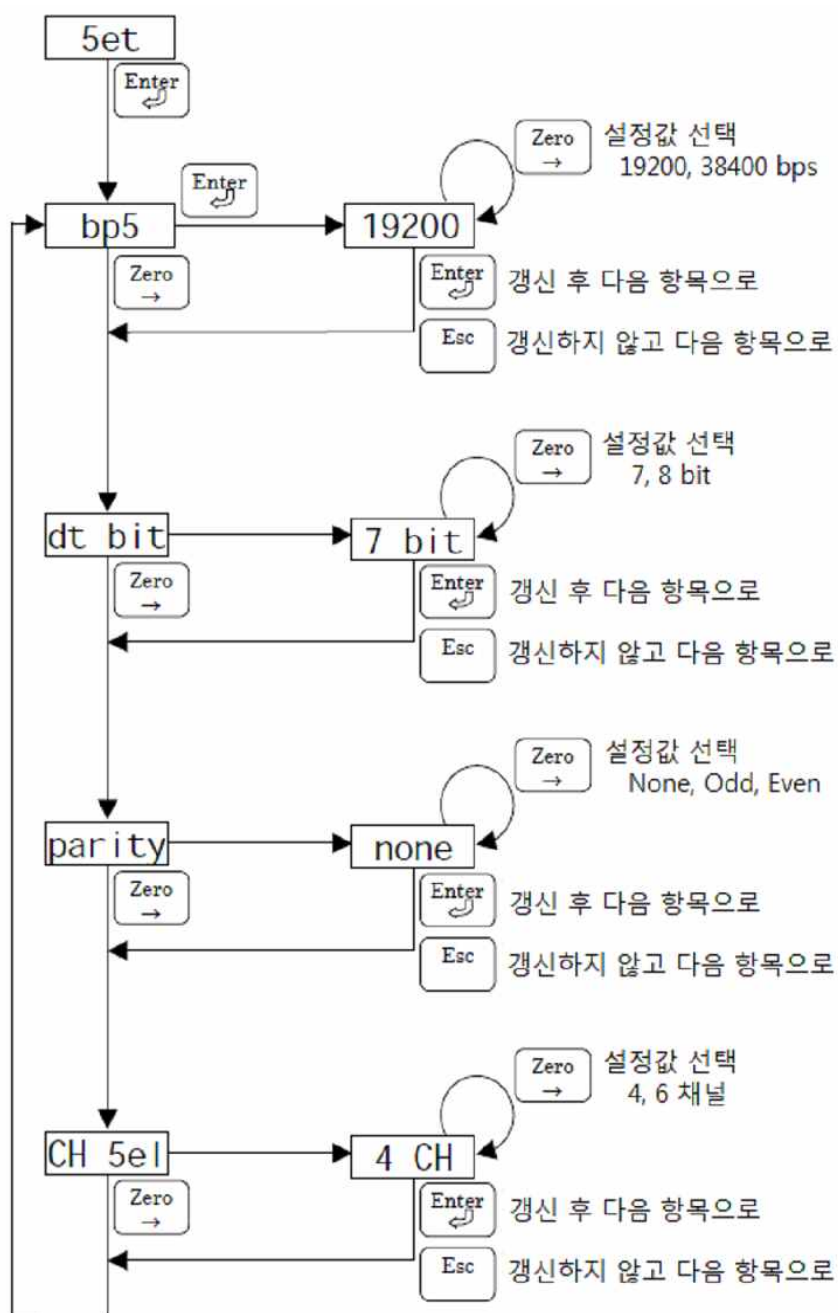 5et
Enter
Zero → 설정값 선택
19200, 38400 bps
Enter
bp5
19200
Zero →
Enter 갱신 후 다음 항목으로
Esc 갱신하지 않고 다음 항목으로
Zero → 설정값 선택
7, 8 bit
dt bit
7 bit
Zero →
Enter 갱신 후 다음 항목으로
Esc 갱신하지 않고 다음 항목으로
Zero → 설정값 선택
None, Odd, Even
parity
none
Zero →
Enter 갱신 후 다음 항목으로
Esc 갱신하지 않고 다음 항목으로
Zero → 설정값 선택
4, 6 채널
CH 5el
4 CH
Zero →
Enter 갱신 후 다음 항목으로
Esc 갱신하지 않고 다음 항목으로